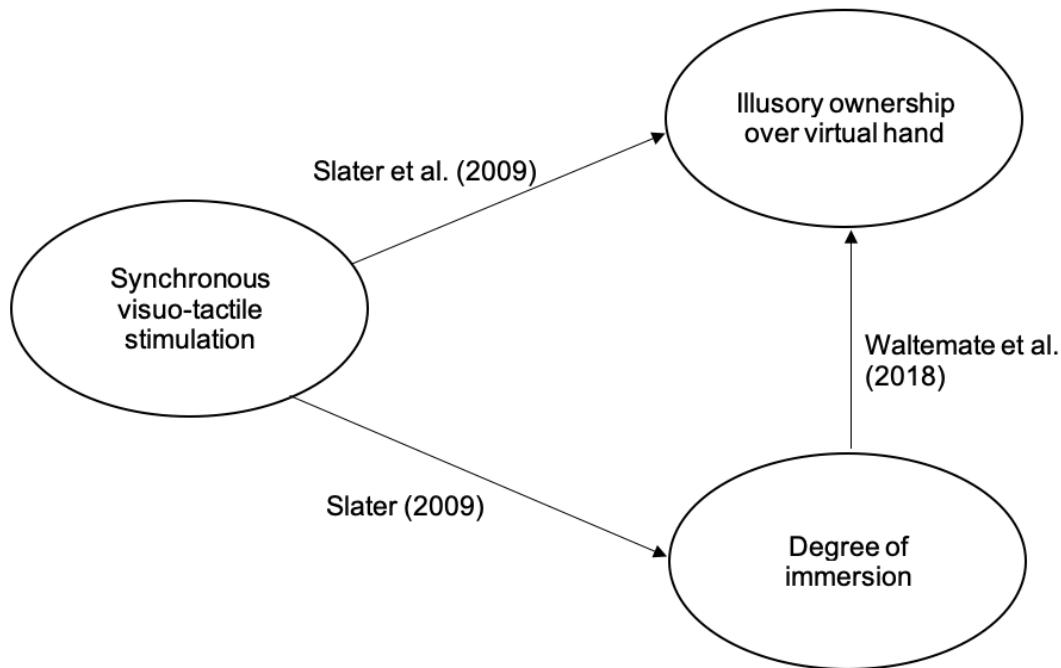 Illusory ownership
over virtual hand
Slater et al. (2009)
Synchronous
visuo-tactile
stimulation
Waltemate et al.
(2018)
Slater (2009)
Degree of
immersion